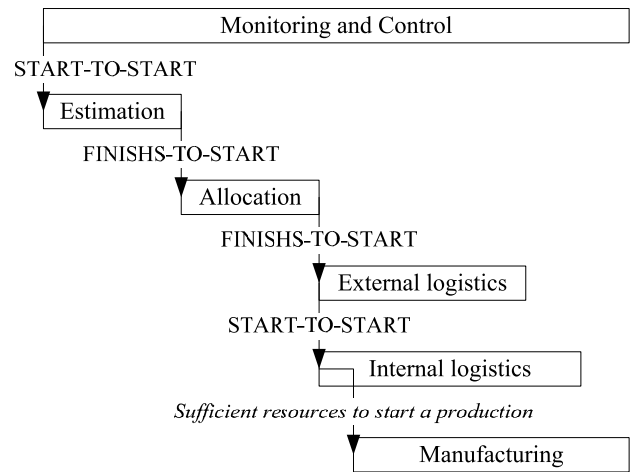 Monitoring and Control
START-TO-START
Estimation
FINISHS-TO-START
Allocation
FINISHS-TO-START
External logistics
START-TO-START
Internal logistics
Sufficient resources to start a production
Manufacturing